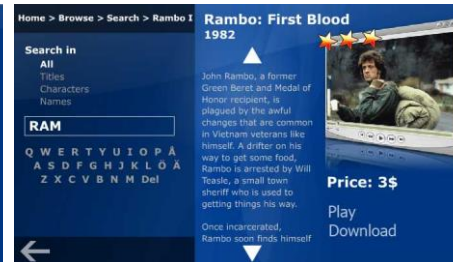 Home > Browse > Search > Rambo I
Search in
All
Titles
Characters
Names
RAM
Q W E R T Y U I O P Å
A S D F G H J K L Ö Ä
Z X C V B N M Del
Rambo: First Blood
1982
John Rambo, a former
Green Beret and Medal of
Honor recipient, is
plagued by the awful
changes that are common
in Vietnam veterans like
himself. A drifter on his
way to get some food,
Rambo is arrested by Will
Teasle, a small town
sheriff who is used to
getting things his way.
Once incarcerated,
Rambo soon finds himself
Price: 3$
Play
Download